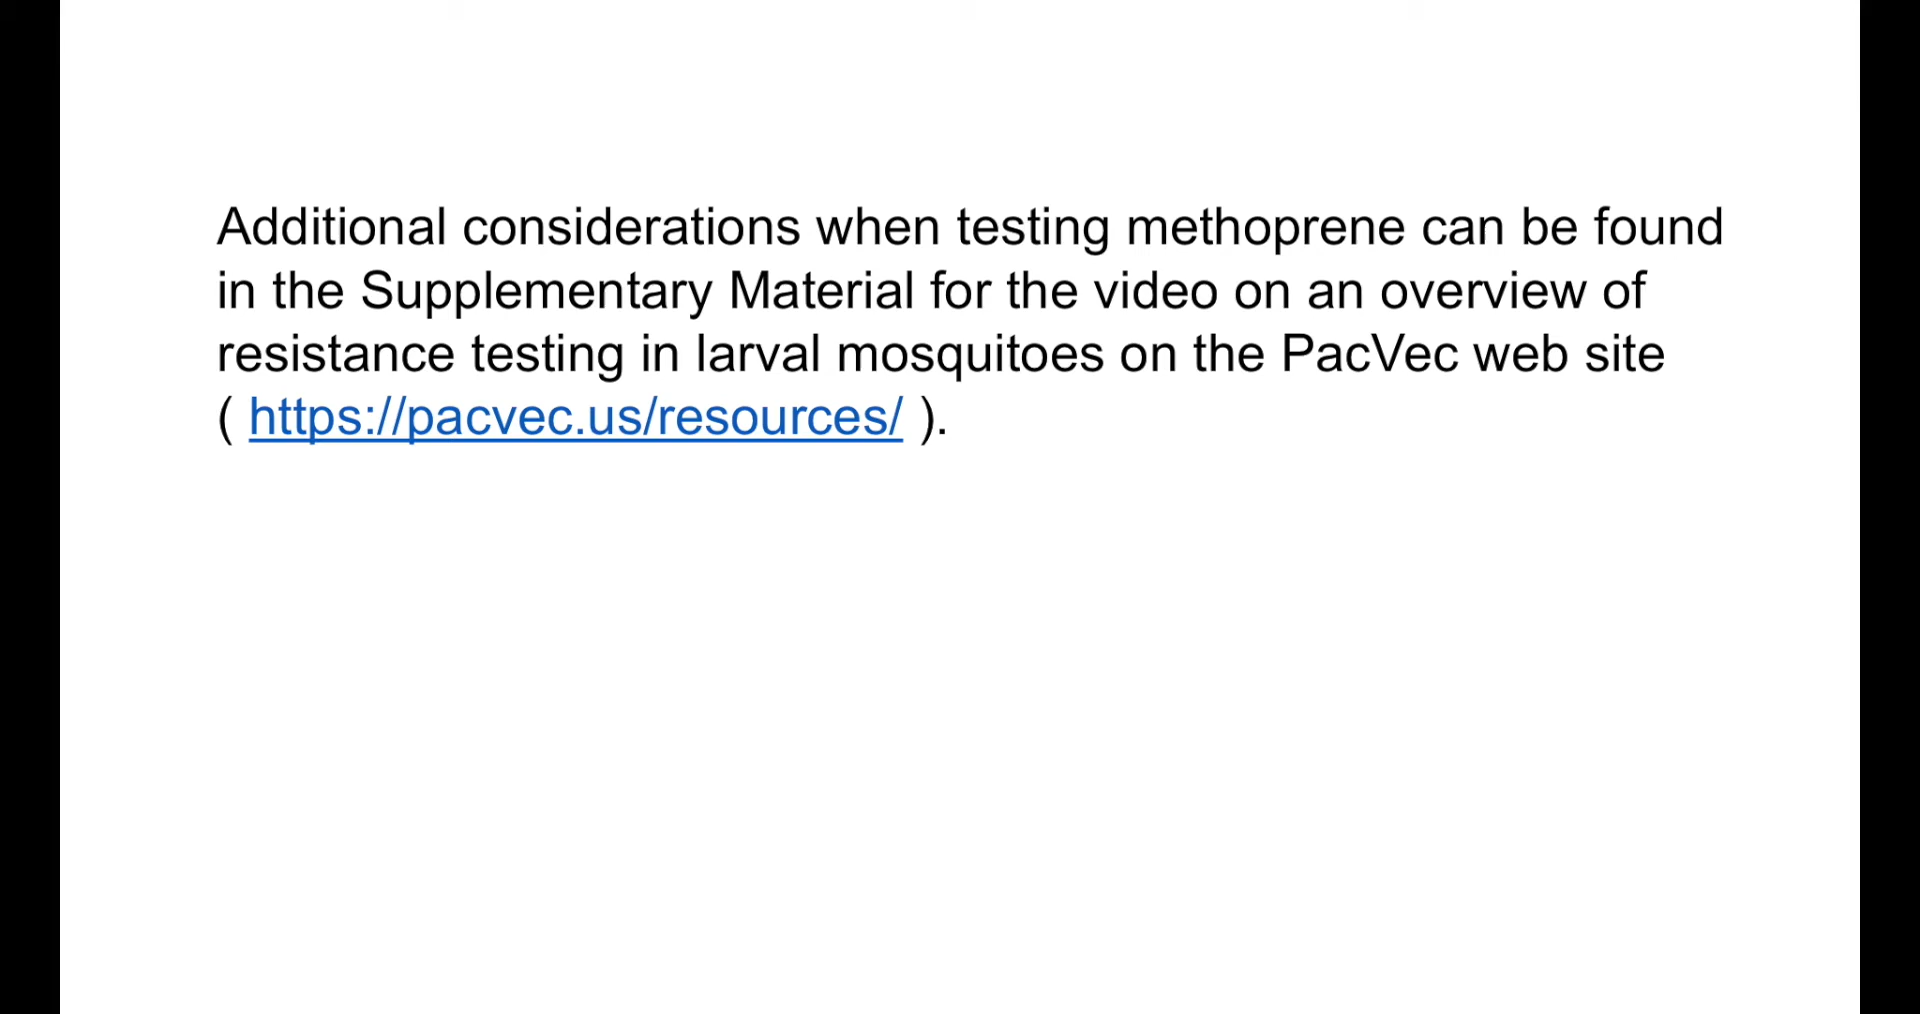 Additional considerations when testing methoprene can be found
in the Supplementary Material for the video on an overview of
resistance testing in larval mosquitoes on the PacVec web site
( https://pacvec.us/resources/ ).